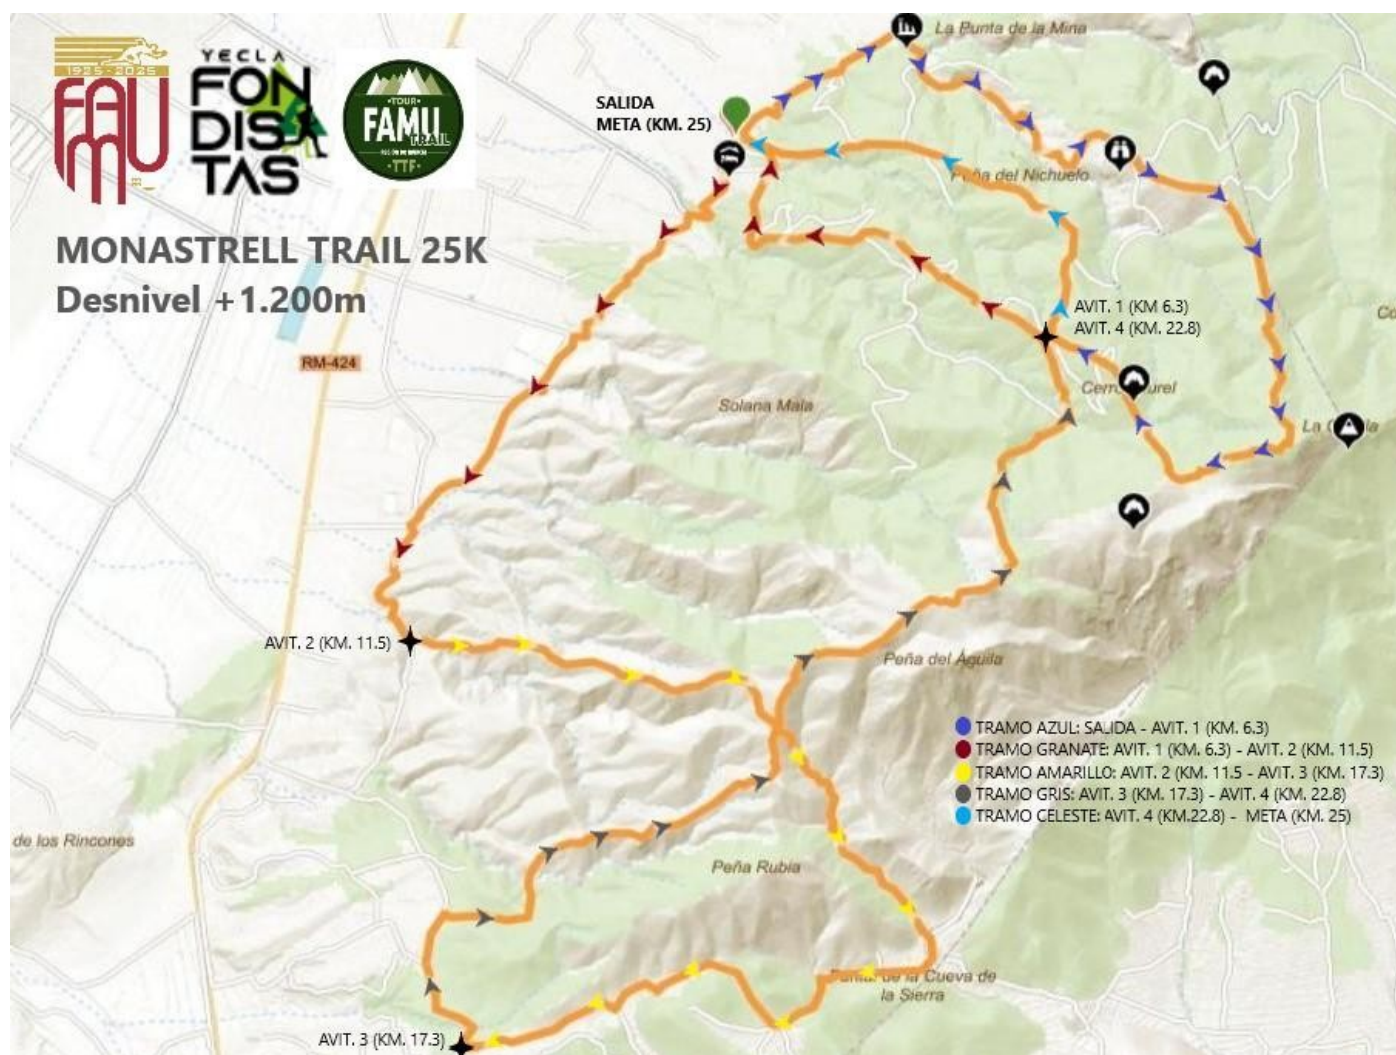 1925-2025
FAMU
YECLA
FON
DIS
TAS
TOUR
FAMU
TRAIL
TTF
MONASTRELL TRAIL 25K
Desnivel +1.200m
SALIDA
META (KM. 25)
La Punta de la Mina
Peña del Nichuelo
RM-424
AVIT. 1 (KM 6.3)
AVIT. 4 (KM. 22.8)
Solana Mala
AVIT. 2 (KM. 11.5)
Peña del Águila
TRAMO AZUL: SALIDA - AVIT. 1 (KM. 6.3)
TRAMO GRANATE: AVIT. 1 (KM. 6.3) - AVIT. 2 (KM. 11.5)
TRAMO AMARILLO: AVIT. 2 (KM. 11.5 - AVIT. 3 (KM. 17.3)
TRAMO GRIS: AVIT. 3 (KM. 17.3) - AVIT. 4 (KM. 22.8)
TRAMO CELESTE: AVIT. 4 (KM.22.8) - META (KM. 25)
de los Rincones
Peña Rubia
de la Cueva de
la Sierra
AVIT. 3 (KM. 17.3)